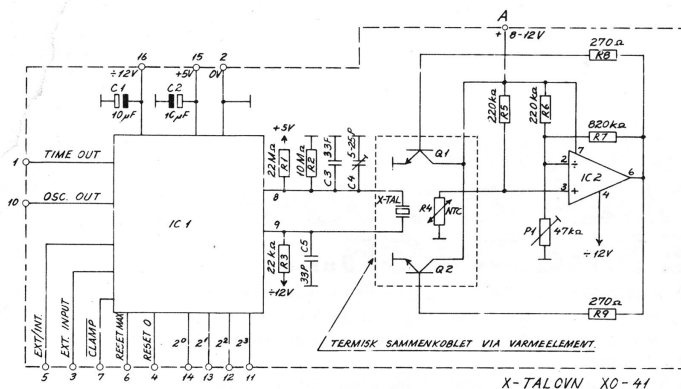 A
+ 8-12V
16
15
2
÷12V
+5V
0V
C1
10µF
C2
10µF
270Ω
R8
220kΩ
R5
220kΩ
R6
820kΩ
R7
1
TIME OUT
10
OSC. OUT
IC 1
+5V
22MΩ
R1
10MΩ
R2
C3
33P
C4
5-25P
8
9
22kΩ
R3
÷12V
C5
33P
X-TAL
Q1
R4
NTC
Q2
2
÷
3
+
7
IC2
6
4
÷12V
P1
47kΩ
270Ω
R9
EXT/INT.
EXT. INPUT
CLAMP
RESET MAX
RESET 0
2⁰
2¹
2²
2³
5
3
7
6
4
14
13
12
11
TERMISK SAMMENKOBLET VIA VARMEELEMENT.
X-TALOVN XO-41